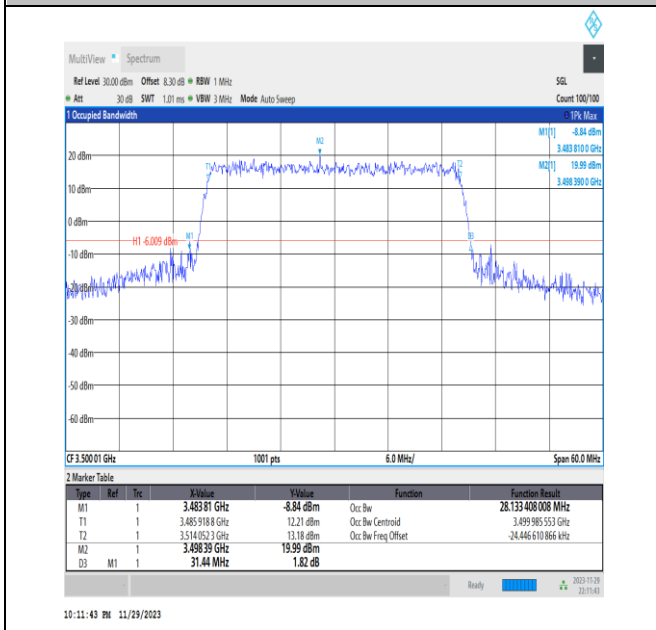 MultiView Spectrum
Ref Level 30.00 dBm Offset 8.30 dB RBW 1 MHz SGL
Att 30 dB SWT 1.01 ms VBW 3 MHz Mode Auto Sweep Count 100/100
1 Occupied Bandwidth 1Pk Max
M1[1] -8.84 dBm
3.483 810 0 GHz
M2[1] 19.99 dBm
3.498 390 0 GHz
M2
20 dBm
T1 T2
10 dBm
0 dBm
H1 -6.009 dBm M1
-10 dBm
-20 dBm
-30 dBm
-40 dBm
-50 dBm
-60 dBm
CF 3.500 01 GHz 1001 pts 6.0 MHz/ Span 60.0 MHz
2 Marker Table
Type Ref Trc X-Value Y-Value Function Function Result
M1 1 3.483 81 GHz -8.84 dBm Occ Bw 28.133 408 008 MHz
T1 1 3.485 918 8 GHz 12.21 dBm Occ Bw Centroid 3.499 985 553 GHz
T2 1 3.514 052 3 GHz 13.18 dBm Occ Bw Freq Offset -24.446 610 866 kHz
M2 1 3.498 39 GHz 19.99 dBm
D3 M1 1 31.44 MHz 1.82 dB
Ready 2023-11-29
22:11:43
10:11:43 PM 11/29/2023